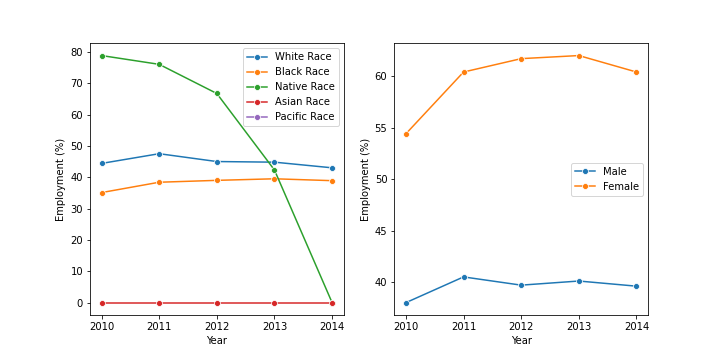 80
70
60
50
40
30
20
10
0
Employment (%)
2010 2011 2012 2013 2014
Year
White Race
Black Race
Native Race
Asian Race
Pacific Race
60
55
50
45
40
Employment (%)
2010 2011 2012 2013 2014
Year
Male
Female